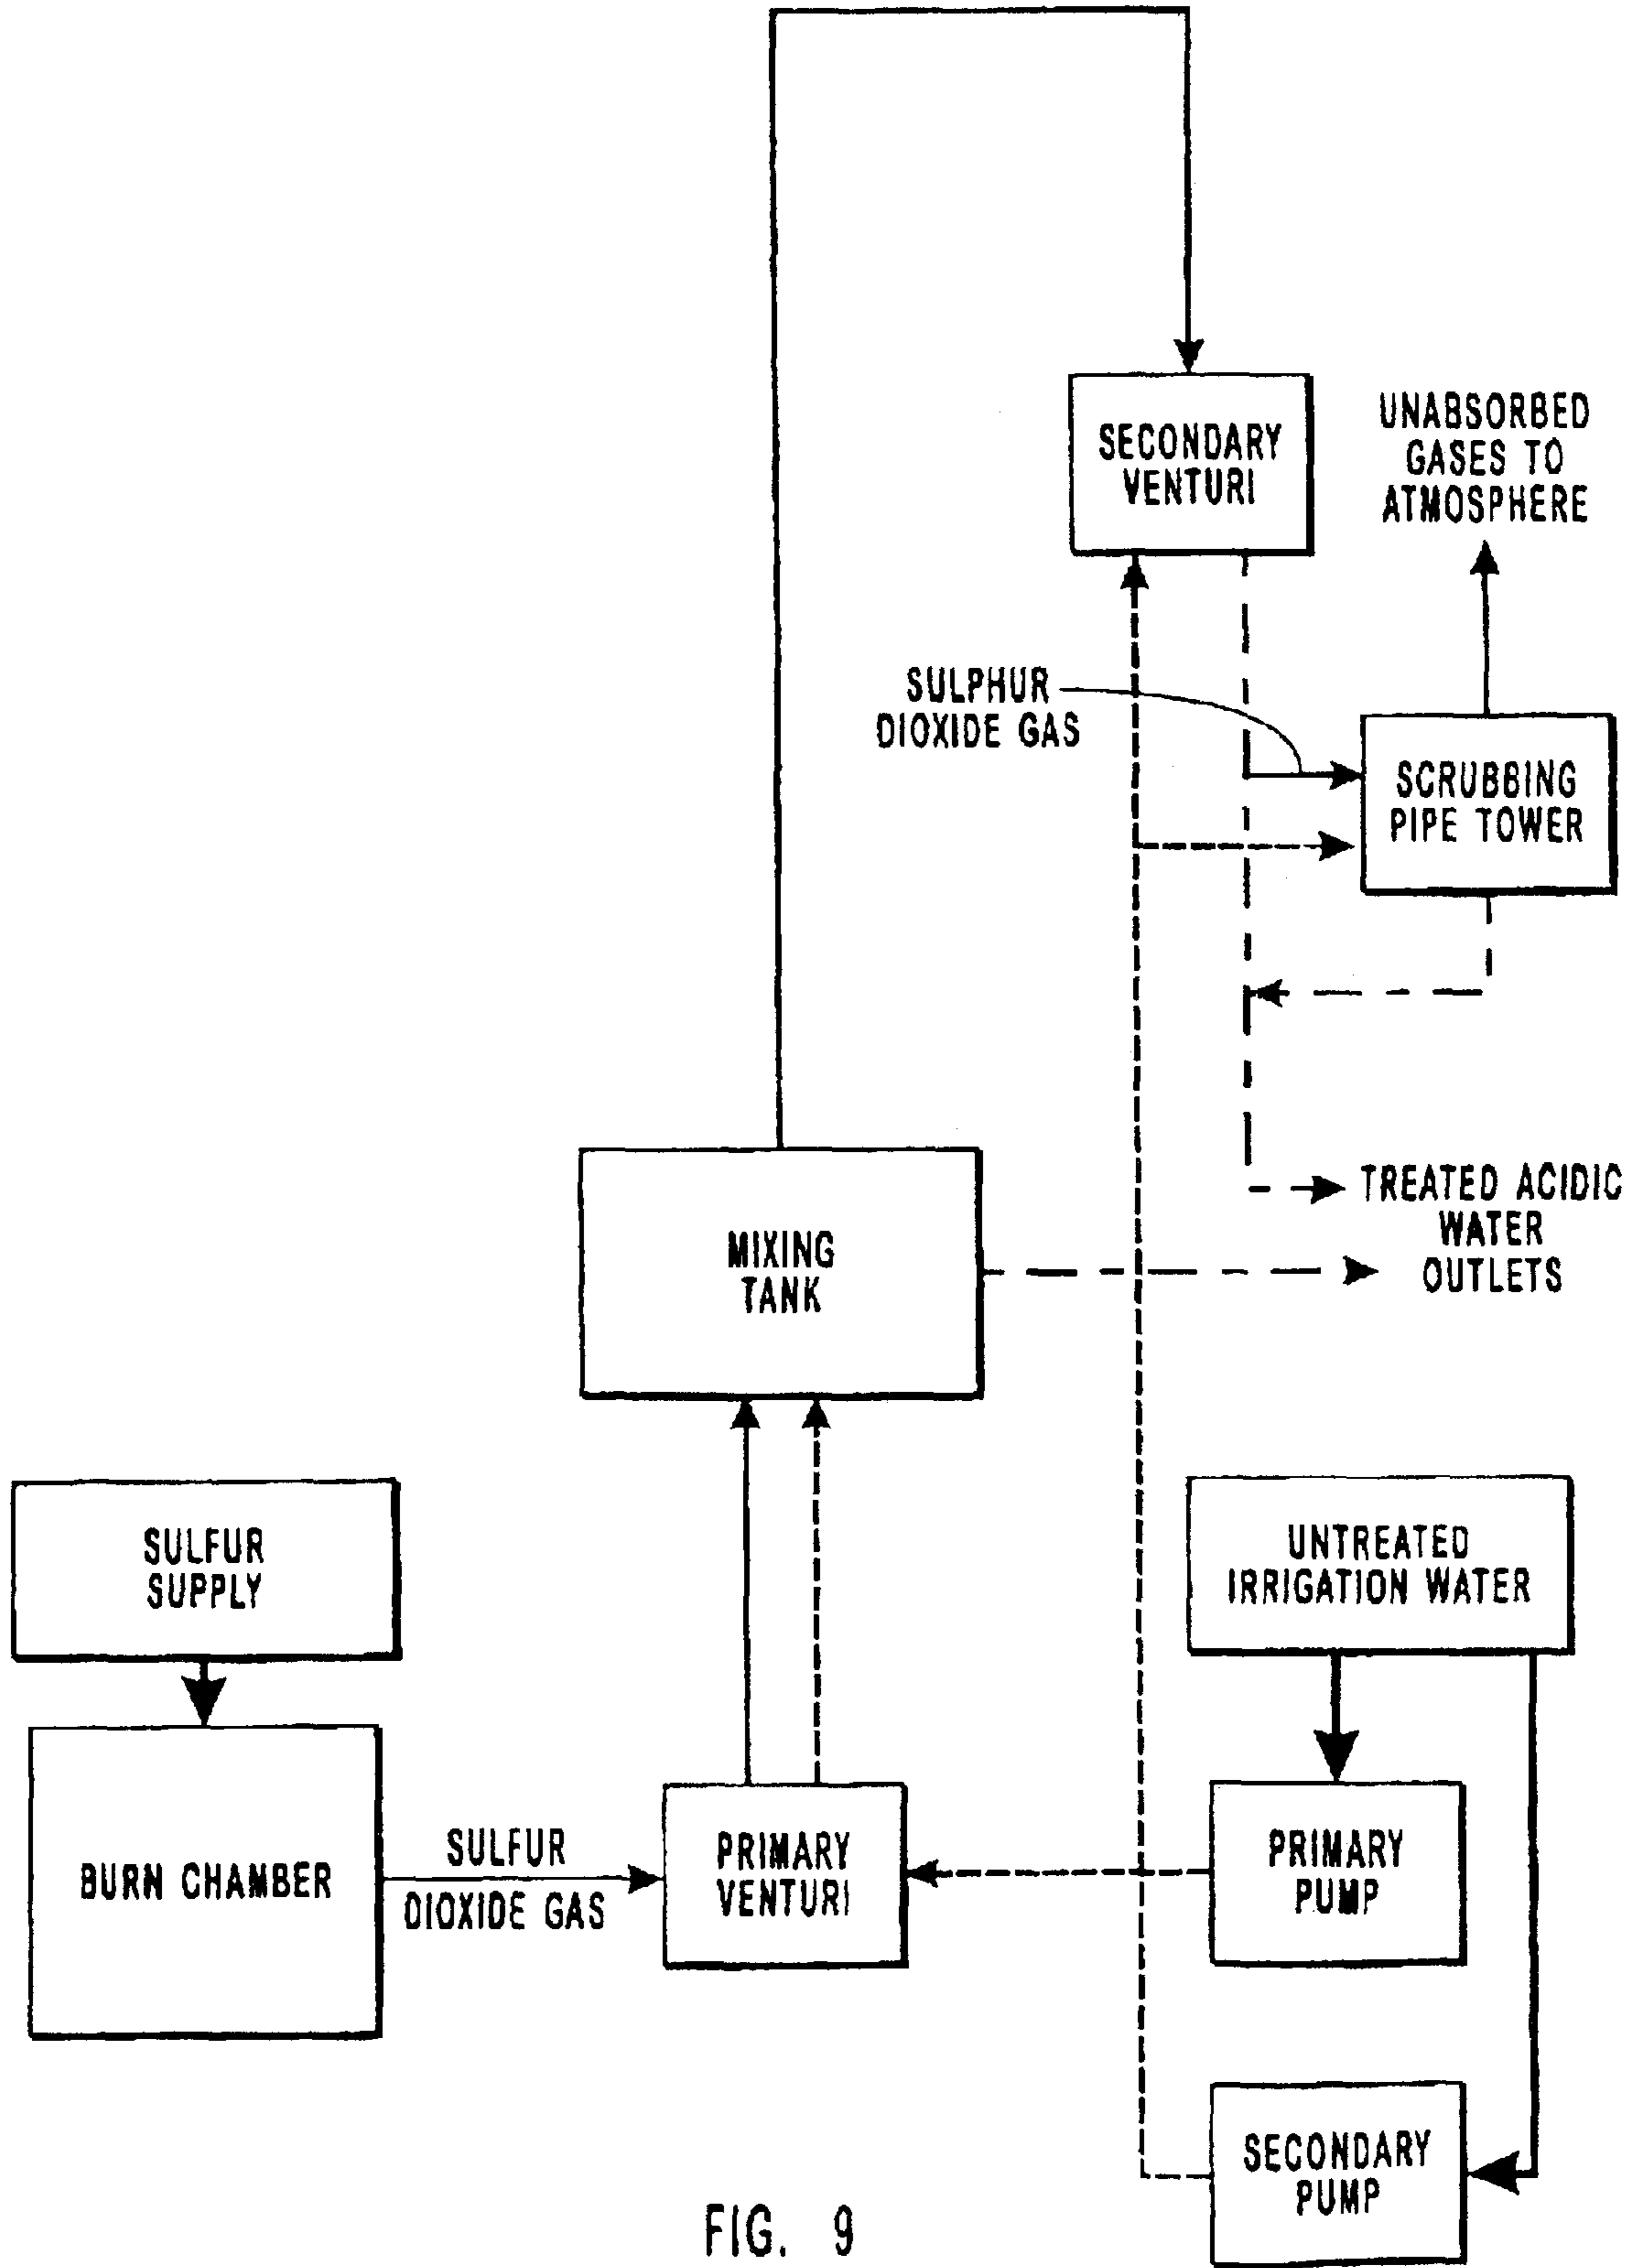 SECONDARY
VENTURI
UNABSORBED
GASES TO
ATMOSPHERE
SULPHUR
DIOXIDE GAS
SCRUBBING
PIPE TOWER
TREATED ACIDIC
WATER
OUTLETS
MIXING
TANK
SULFUR
SUPPLY
UNTREATED
IRRIGATION WATER
BURN CHAMBER
SULFUR
DIOXIDE GAS
PRIMARY
VENTURI
PRIMARY
PUMP
SECONDARY
PUMP
FIG. 9